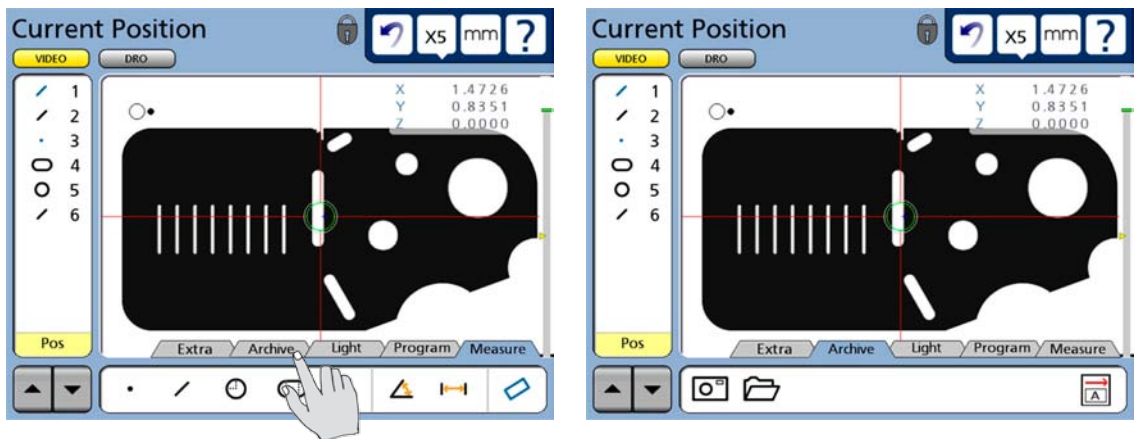 Current Position
X5 mm ?
VIDEO DRO
1
2
3
4
5
6
X 1.4726
Y 0.8351
Z 0.0000
Pos
Extra Archive Light Program Measure
Current Position
X5 mm ?
VIDEO DRO
1
2
3
4
5
6
X 1.4726
Y 0.8351
Z 0.0000
Pos
Extra Archive Light Program Measure
A